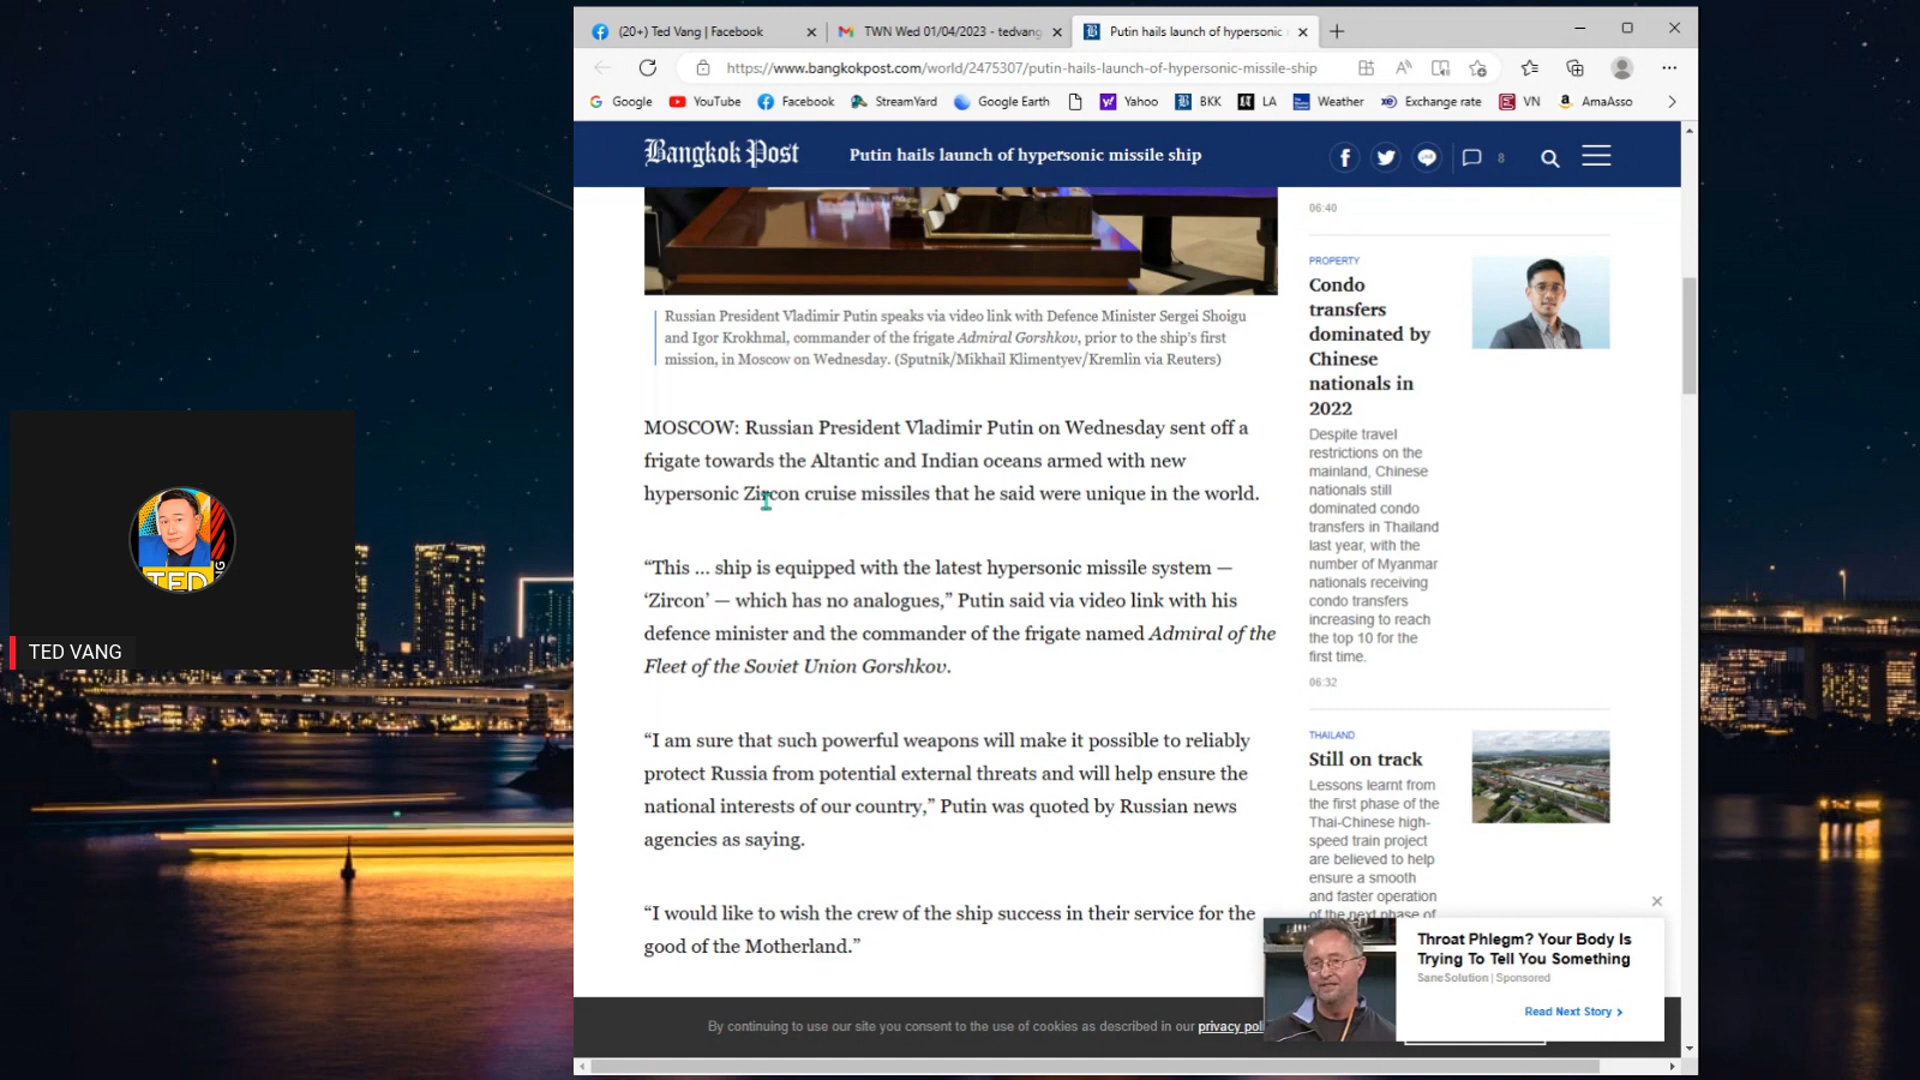 (20+) Ted Vang | Facebook
TWN Wed 01/04/2023 - tedvang
Putin hails launch of hypersonic
https://www.bangkokpost.com/world/2475307/putin-hails-launch-of-hypersonic-missile-ship
Google
YouTube
Facebook
StreamYard
Google Earth
Yahoo
BKK
LA
Weather
Exchange rate
VN
AmaAsso
Bangkok Post
Putin hails launch of hypersonic missile ship
8
Russian President Vladimir Putin speaks via video link with Defence Minister Sergei Shoigu
and Igor Krokhmal, commander of the frigate Admiral Gorshkov, prior to the ship's first
mission, in Moscow on Wednesday. (Sputnik/Mikhail Klimentyev/Kremlin via Reuters)
MOSCOW: Russian President Vladimir Putin on Wednesday sent off a
frigate towards the Altantic and Indian oceans armed with new
hypersonic Zircon cruise missiles that he said were unique in the world.
“This ... ship is equipped with the latest hypersonic missile system —
‘Zircon’ — which has no analogues,” Putin said via video link with his
defence minister and the commander of the frigate named Admiral of the
Fleet of the Soviet Union Gorshkov.
“I am sure that such powerful weapons will make it possible to reliably
protect Russia from potential external threats and will help ensure the
national interests of our country,” Putin was quoted by Russian news
agencies as saying.
“I would like to wish the crew of the ship success in their service for the
good of the Motherland.”
06:40
PROPERTY
Condo
transfers
dominated by
Chinese
nationals in
2022
Despite travel
restrictions on the
mainland, Chinese
nationals still
dominated condo
transfers in Thailand
last year, with the
number of Myanmar
nationals receiving
condo transfers
increasing to reach
the top 10 for the
first time.
06:32
THAILAND
Still on track
Lessons learnt from
the first phase of the
Thai-Chinese high-
speed train project
are believed to help
ensure a smooth
and faster operation
of the next phase of
Throat Phlegm? Your Body Is
Trying To Tell You Something
SaneSolution | Sponsored
Read Next Story
By continuing to use our site you consent to the use of cookies as described in our privacy pol
TED
TED VANG